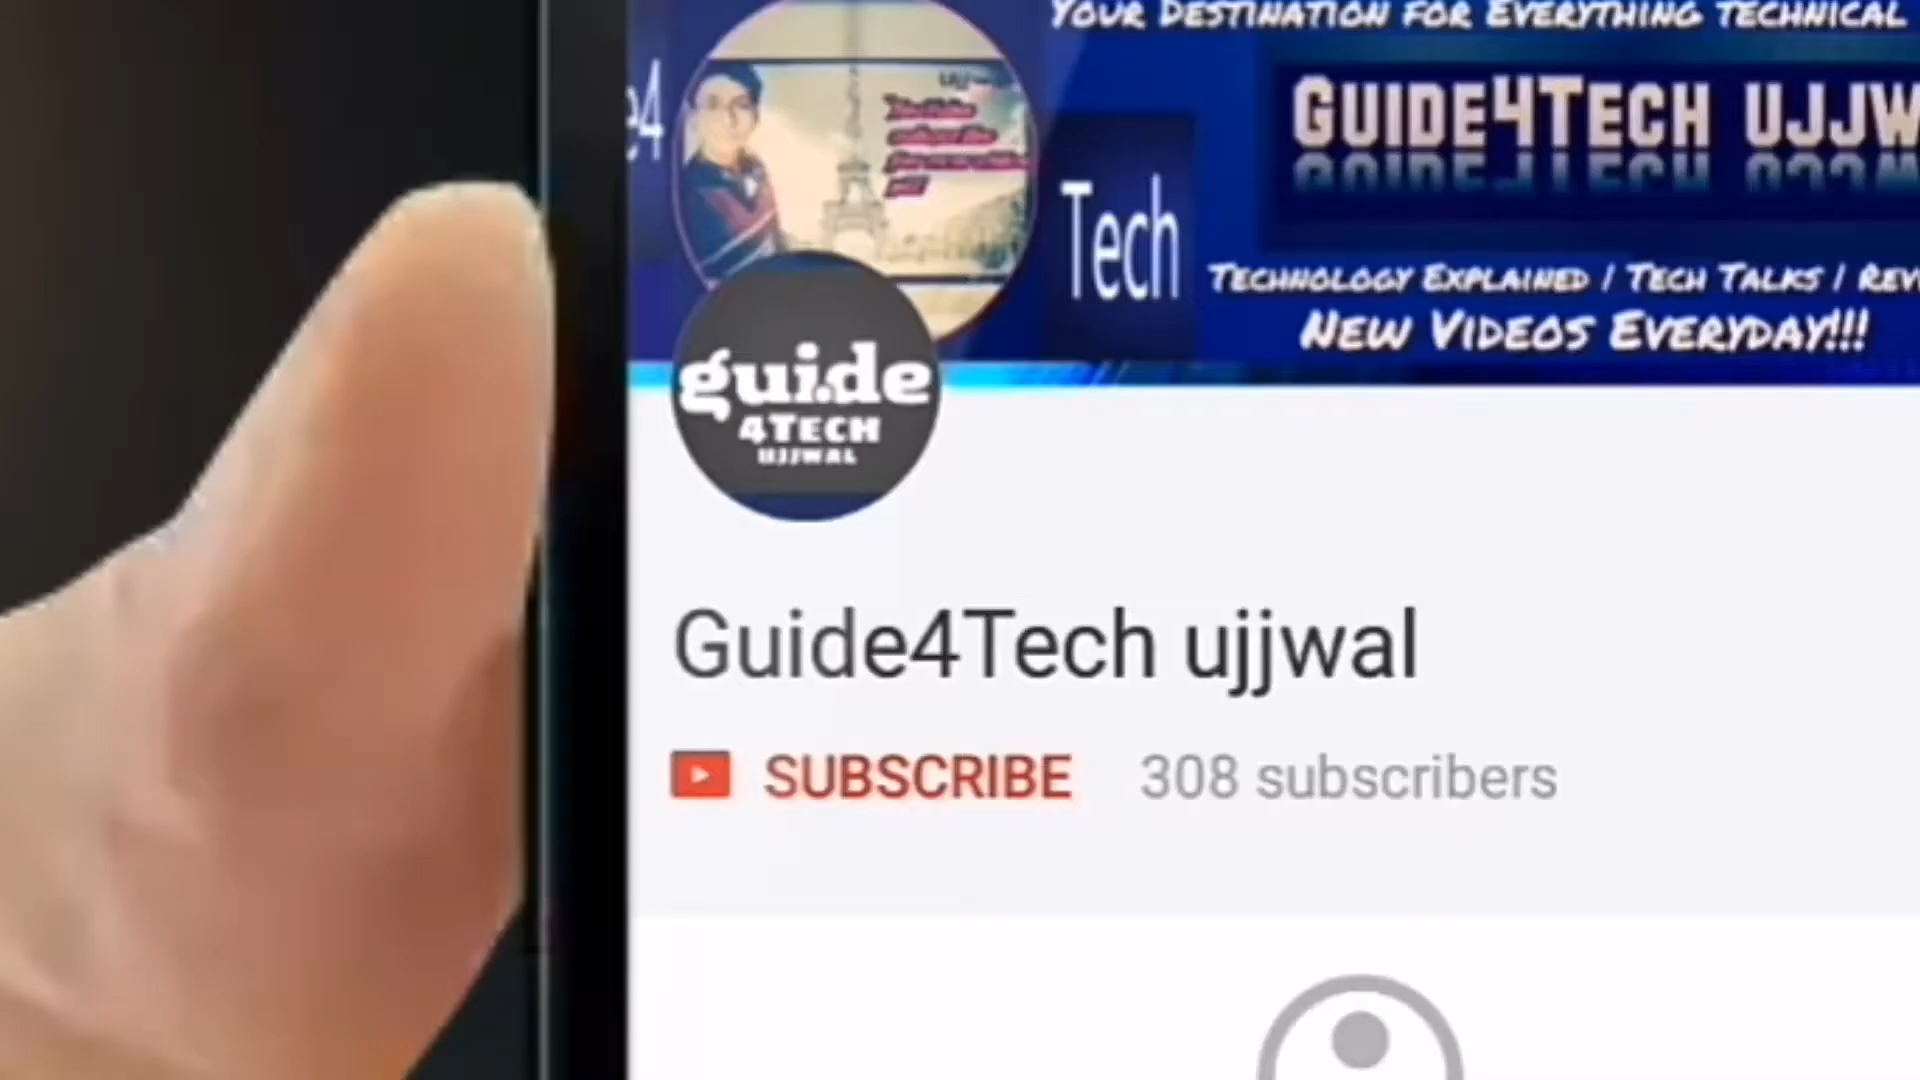 YOUR DESTINATION FOR EVERYTHING TECHNICAL
GUIDE4TECH UJJW
e4
Tech
TECHNOLOGY EXPLAINED / TECH TALKS / REV
NEW VIDEOS EVERYDAY!!!
guide
4TECH
UJJWAL
Guide4Tech ujjwal
SUBSCRIBE 308 subscribers